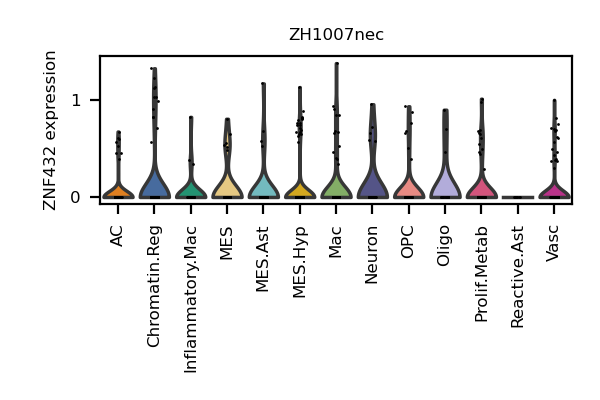 ZH1007nec
ZNF432 expression
1
0
AC
Chromatin.Reg
Inflammatory.Mac
MES
MES.Ast
MES.Hyp
Mac
Neuron
OPC
Oligo
Prolif.Metab
Reactive.Ast
Vasc